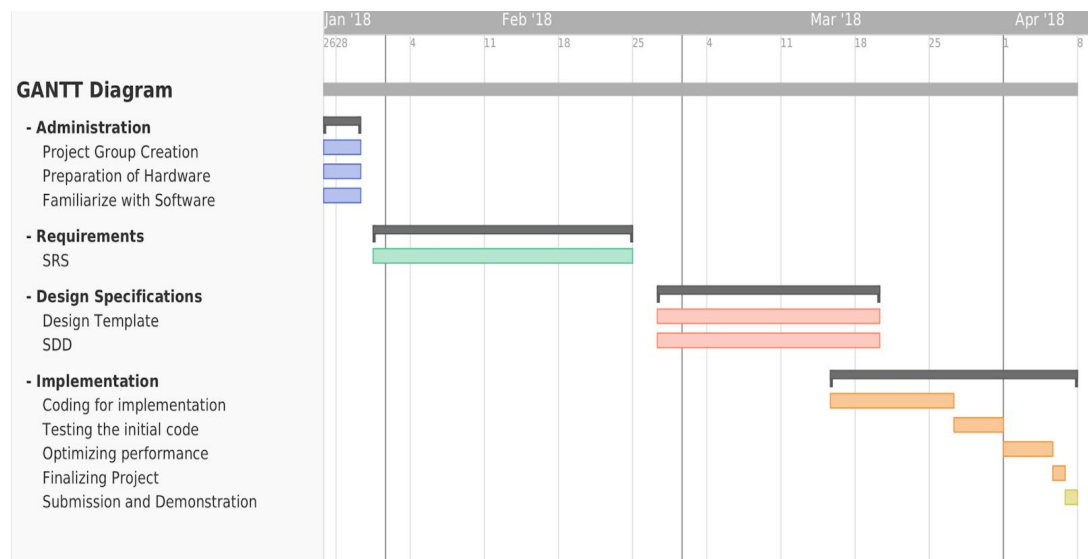 Jan '18 Feb '18 Mar '18 Apr '18
26 28 4 11 18 25 4 11 18 25 1 8
GANTT Diagram
- Administration
Project Group Creation
Preparation of Hardware
Familiarize with Software
- Requirements
SRS
- Design Specifications
Design Template
SDD
- Implementation
Coding for implementation
Testing the initial code
Optimizing performance
Finalizing Project
Submission and Demonstration